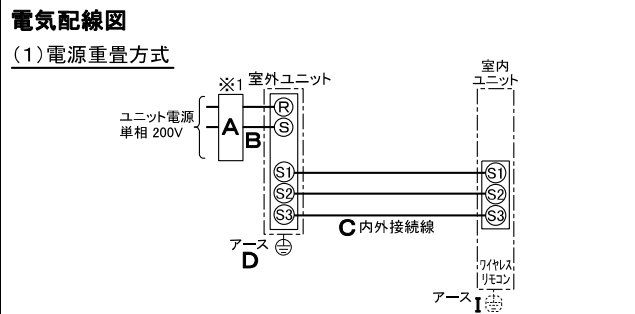 電気配線図
(1)電源重畳方式
※1
室外ユニット
室内
ユニット
ユニット電源
単相 200V
A
B
R
S
S1
S2
S3
S1
S2
S3
C 内外接続線
アース
D
ワイヤレス
リモコン
アース I